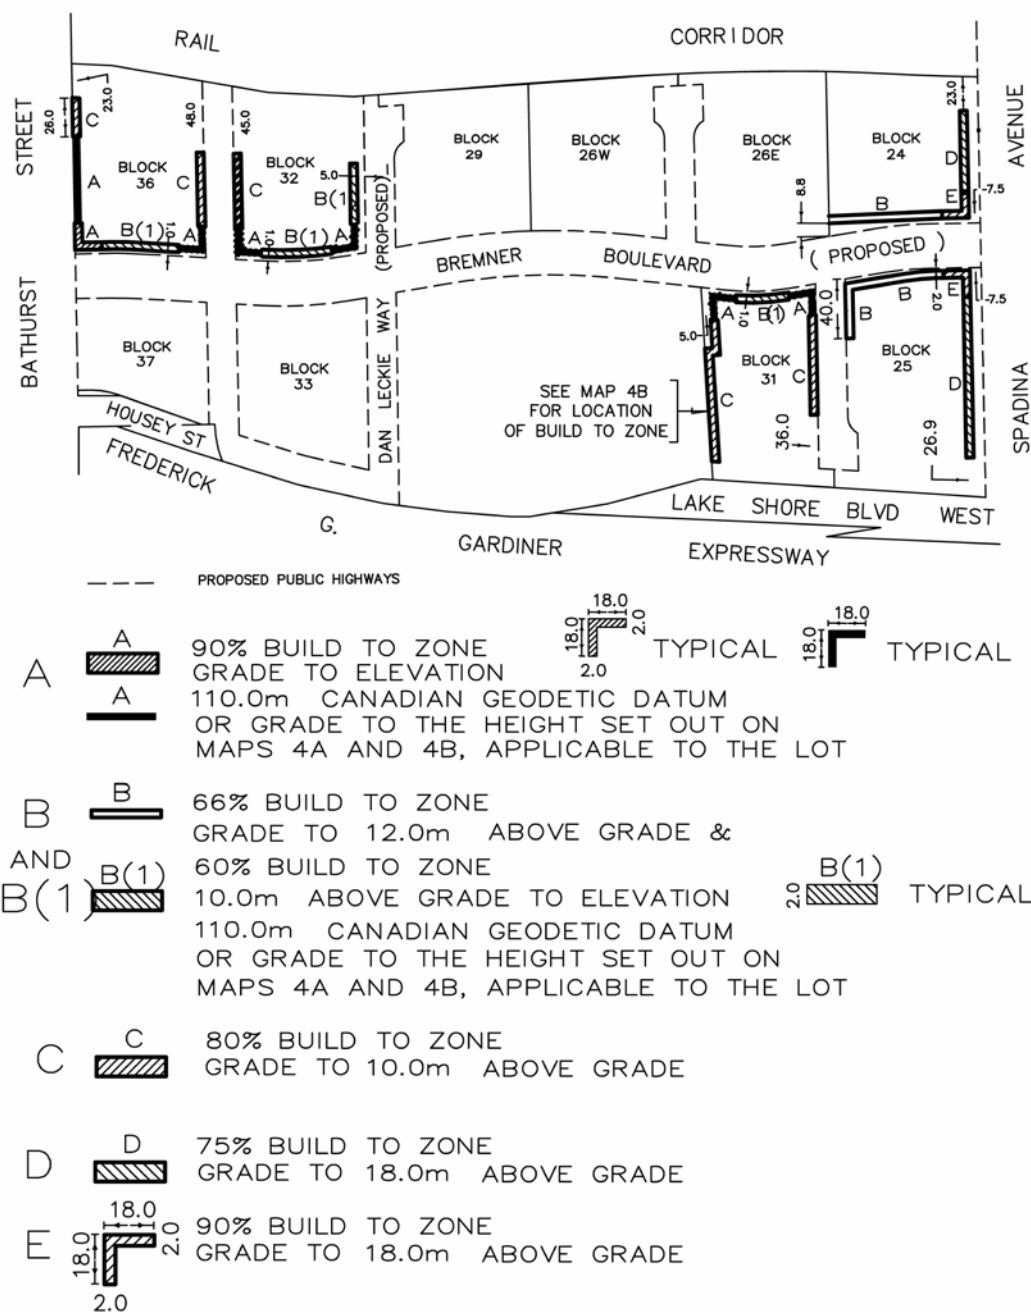 RAIL
CORRIDOR
STREET
AVENUE
26.0
23.0
48.0
45.0
23.0
C
A
BLOCK
36
C
A
B(1)
1.0
A
BLOCK
32
C
5.0
B(1
A
B(1)
1.0
A
(PROPOSED)
BLOCK
29
BLOCK
26W
BLOCK
26E
BLOCK
24
D
E
-7.5
8.8
B
BREMNER
BOULEVARD
( PROPOSED )
BATHURST
BLOCK
37
BLOCK
33
DAN LECKIE WAY
HOUSEY ST
FREDERICK
G.
GARDINER
EXPRESSWAY
5.0
A
1.0
B(1)
A
40.0
BLOCK
31
C
C
36.0
SEE MAP 4B
FOR LOCATION
OF BUILD TO ZONE
B
B
2.0
E
-7.5
BLOCK
25
D
26.9
SPADINA
LAKE SHORE BLVD WEST
PROPOSED PUBLIC HIGHWAYS
A
A
90% BUILD TO ZONE
GRADE TO ELEVATION
A
110.0m CANADIAN GEODETIC DATUM
OR GRADE TO THE HEIGHT SET OUT ON
MAPS 4A AND 4B, APPLICABLE TO THE LOT
18.0
18.0
2.0
2.0
TYPICAL
18.0
18.0
TYPICAL
B
B
66% BUILD TO ZONE
GRADE TO 12.0m ABOVE GRADE &
AND
B(1)
B(1)
60% BUILD TO ZONE
10.0m ABOVE GRADE TO ELEVATION
110.0m CANADIAN GEODETIC DATUM
OR GRADE TO THE HEIGHT SET OUT ON
MAPS 4A AND 4B, APPLICABLE TO THE LOT
B(1)
2.0
TYPICAL
C
C
80% BUILD TO ZONE
GRADE TO 10.0m ABOVE GRADE
D
D
75% BUILD TO ZONE
GRADE TO 18.0m ABOVE GRADE
E
18.0
18.0
2.0
2.0
90% BUILD TO ZONE
GRADE TO 18.0m ABOVE GRADE